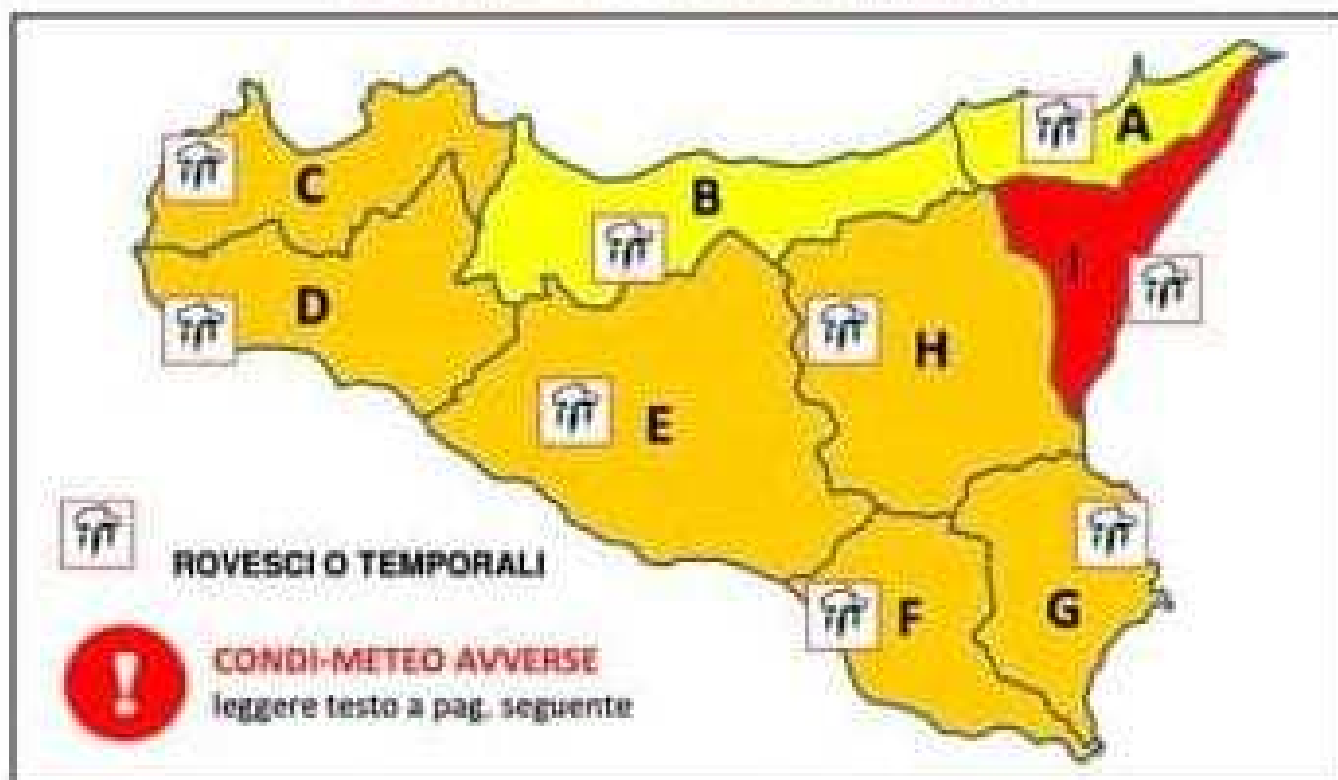 A
C
B
I
D
H
E
ROVESCI O TEMPORALI
F
G
CONDI-METEO AVVERSE
leggere testo a pag. seguente